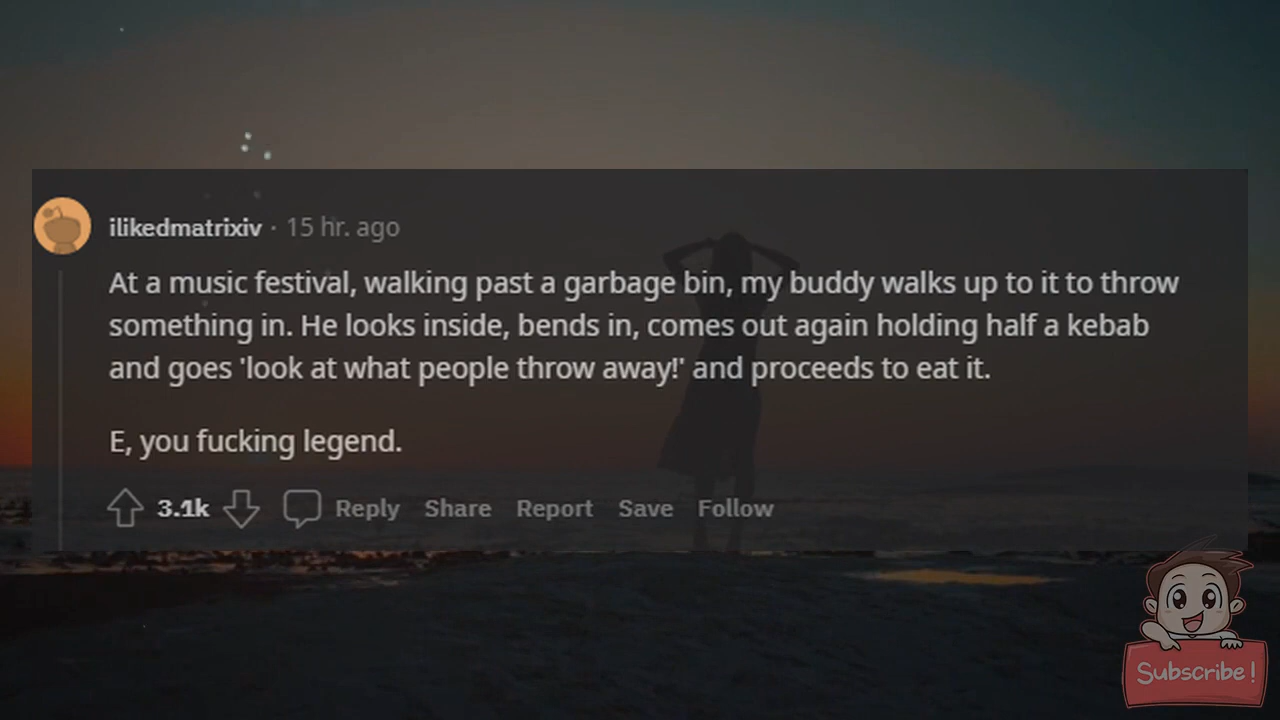 ilikedmatrixiv · 15 hr. ago
At a music festival, walking past a garbage bin, my buddy walks up to it to throw
something in. He looks inside, bends in, comes out again holding half a kebab
and goes 'look at what people throw away!' and proceeds to eat it.
E, you fucking legend.
3.1k Reply Share Report Save Follow
Subscribe!